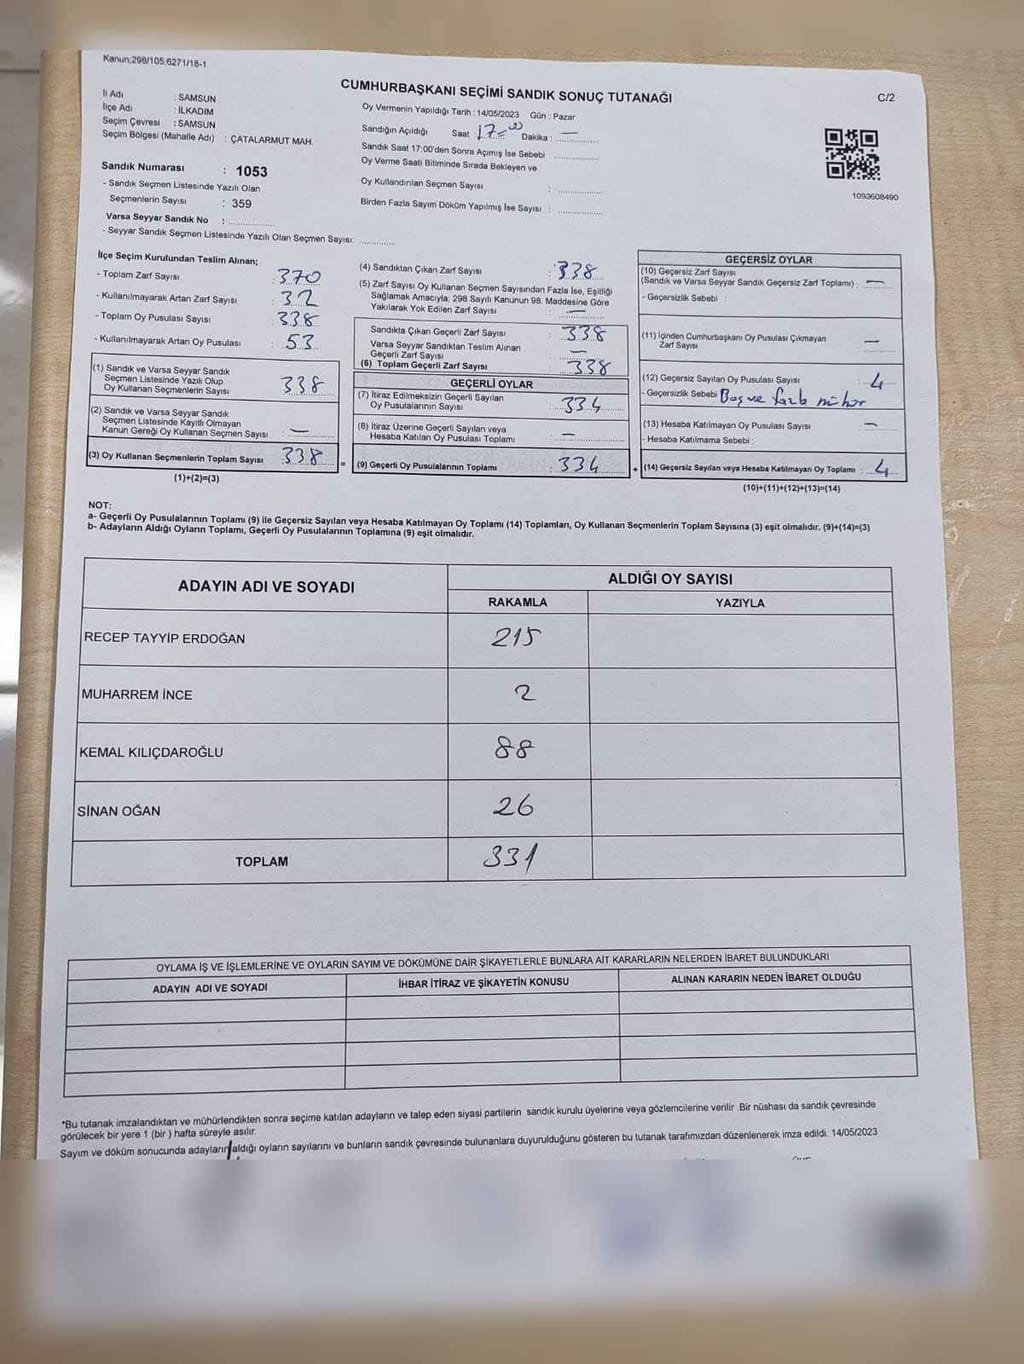 Kanun;298/105;6271/18-1
CUMHURBAŞKANI SEÇİMİ SANDIK SONUÇ TUTANAĞI
C/2
İl Adı : SAMSUN
İlçe Adı : İLKADIM
Seçim Çevresi : SAMSUN
Seçim Bölgesi (Mahalle Adı) : ÇATALARMUT MAH.
Sandık Numarası : 1053
- Sandık Seçmen Listesinde Yazılı Olan
Seçmenlerin Sayısı : 359
Varsa Seyyar Sandık No :
- Seyyar Sandık Seçmen Listesinde Yazılı Olan Seçmen Sayısı:
Oy Vermenin Yapıldığı Tarih : 14/05/2023 Gün : Pazar
Sandığın Açıldığı Saat 17=00 Dakika : —
Sandık Saat 17:00'den Sonra Açımış İse Sebebi :
Oy Verme Saati Bitiminde Sırada Bekleyen ve
Oy Kullandırılan Seçmen Sayısı :
Birden Fazla Sayım Döküm Yapılmış İse Sayısı :
1093608490
İlçe Seçim Kurulundan Teslim Alınan;
- Toplam Zarf Sayısı : 370
- Kullanılmayarak Artan Zarf Sayısı : 32
- Toplam Oy Pusulası Sayısı : 338
- Kullanılmayarak Artan Oy Pusulası : 53
(1) Sandık ve Varsa Seyyar Sandık
Seçmen Listesinde Yazılı Olup
Oy Kullanan Seçmenlerin Sayısı : 338
(2) Sandık ve Varsa Seyyar Sandık
Seçmen Listesinde Kayıtlı Olmayan
Kanun Gereği Oy Kullanan Seçmen Sayısı : —
(3) Oy Kullanan Seçmenlerin Toplam Sayısı : 338
(1)+(2)=(3)
=
(4) Sandıktan Çıkan Zarf Sayısı : 338
(5) Zarf Sayısı Oy Kullanan Seçmen Sayısından Fazla İse, Eşitliği
Sağlamak Amacıyla; 298 Sayılı Kanunun 98. Maddesine Göre
Yakılarak Yok Edilen Zarf Sayısı : —
Sandıkta Çıkan Geçerli Zarf Sayısı : 338
Varsa Seyyar Sandıktan Teslim Alınan
Geçerli Zarf Sayısı : —
(6) Toplam Geçerli Zarf Sayısı : 338
GEÇERLİ OYLAR
(7) İtiraz Edilmeksizin Geçerli Sayılan
Oy Pusulalarının Sayısı : 334
(8) İtiraz Üzerine Geçerli Sayılan veya
Hesaba Katılan Oy Pusulası Toplamı : —
(9) Geçerli Oy Pusulalarının Toplamı : 334
+
GEÇERSİZ OYLAR
(10) Geçersiz Zarf Sayısı
(Sandık ve Varsa Seyyar Sandık Geçersiz Zarf Toplamı) : —
- Geçersizlik Sebebi :
(11) İçinden Cumhurbaşkanı Oy Pusulası Çıkmayan
Zarf Sayısı : —
(12) Geçersiz Sayılan Oy Pusulası Sayısı : 4
- Geçersizlik Sebebi : Boş ve fazla mühür
(13) Hesaba Katılmayan Oy Pusulası Sayısı : —
- Hesaba Katılmama Sebebi :
(14) Geçersiz Sayılan veya Hesaba Katılmayan Oy Toplamı : 4
(10)+(11)+(12)+(13)=(14)
NOT:
a- Geçerli Oy Pusulalarının Toplamı (9) ile Geçersiz Sayılan veya Hesaba Katılmayan Oy Toplamı (14) Toplamları, Oy Kullanan Seçmenlerin Toplam Sayısına (3) eşit olmalıdır. (9)+(14)=(3)
b- Adayların Aldığı Oyların Toplamı, Geçerli Oy Pusulalarının Toplamına (9) eşit olmalıdır.
ADAYIN ADI VE SOYADI
ALDIĞI OY SAYISI
RAKAMLA YAZIYLA
RECEP TAYYİP ERDOĞAN 215
MUHARREM İNCE 2
KEMAL KILIÇDAROĞLU 88
SİNAN OĞAN 26
TOPLAM 331
OYLAMA İŞ VE İŞLEMLERİNE VE OYLARIN SAYIM VE DÖKÜMÜNE DAİR ŞİKAYETLERLE BUNLARA AİT KARARLARIN NELERDEN İBARET BULUNDUKLARI
ADAYIN ADI VE SOYADI İHBAR İTİRAZ VE ŞİKAYETİN KONUSU ALINAN KARARIN NEDEN İBARET OLDUĞU
*Bu tutanak imzalandıktan ve mühürlendikten sonra seçime katılan adayların ve talep eden siyasi partilerin sandık kurulu üyelerine veya gözlemcilerine verilir. Bir nüshası da sandık çevresinde
görülecek bir yere 1 (bir ) hafta süreyle asılır.
Sayım ve döküm sonucunda adayların aldığı oyların sayılarını ve bunların sandık çevresinde bulunanlara duyurulduğunu gösteren bu tutanak tarafımızdan düzenlenerek imza edildi. 14/05/2023